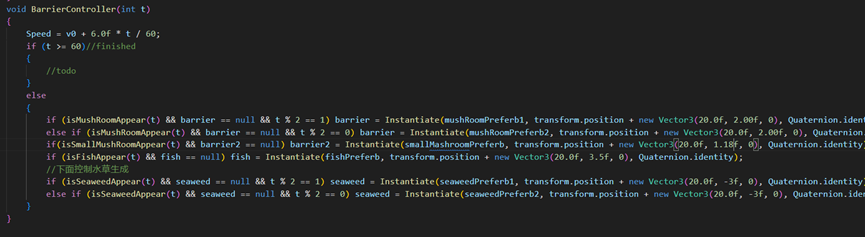 void BarrierController(int t)
{
Speed = v0 + 6.0f * t / 60;
if (t >= 60)//finished
{
//todo
}
else
{
if (isMushRoomAppear(t) && barrier == null && t % 2 == 1) barrier = Instantiate(mushRoomPreferb1, transform.position + new Vector3(20.0f, 2.00f, 0), Quaternion.ident
else if (isMushRoomAppear(t) && barrier == null && t % 2 == 0) barrier = Instantiate(mushRoomPreferb2, transform.position + new Vector3(20.0f, 2.00f, 0), Quaternion.
if(isSmallMushRoomAppear(t) && barrier2 == null) barrier2 = Instantiate(smallMashroomPreferb, transform.position + new Vector3(20.0f, 1.18f, 0), Quaternion.identity
if (isFishAppear(t) && fish == null) fish = Instantiate(fishPreferb, transform.position + new Vector3(20.0f, 3.5f, 0), Quaternion.identity);
//下面控制水草生成
if (isSeaweedAppear(t) && seaweed == null && t % 2 == 1) seaweed = Instantiate(seaweedPreferb1, transform.position + new Vector3(20.0f, -3f, 0), Quaternion.identity)
else if (isSeaweedAppear(t) && seaweed == null && t % 2 == 0) seaweed = Instantiate(seaweedPreferb2, transform.position + new Vector3(20.0f, -3f, 0), Quaternion.iden
}
}